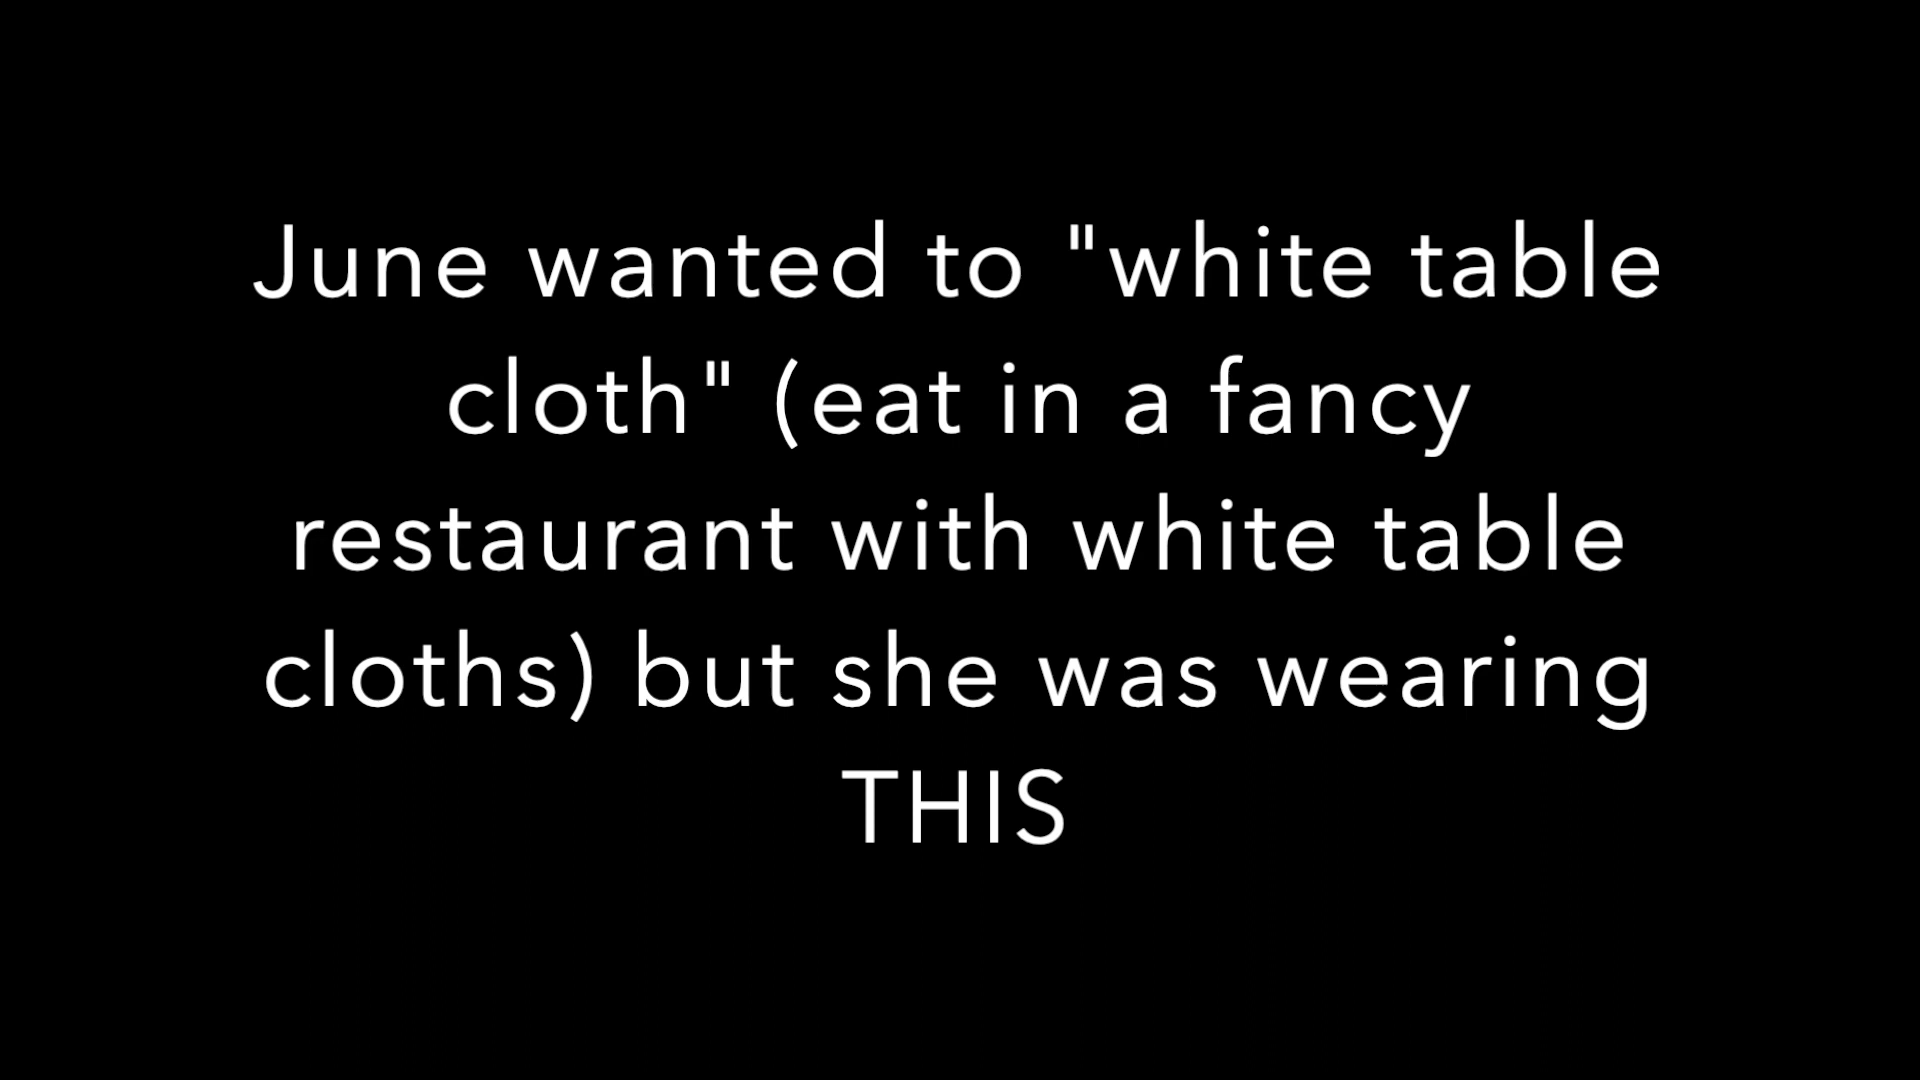 June wanted to "white table
cloth" (eat in a fancy
restaurant with white table
cloths) but she was wearing
THIS